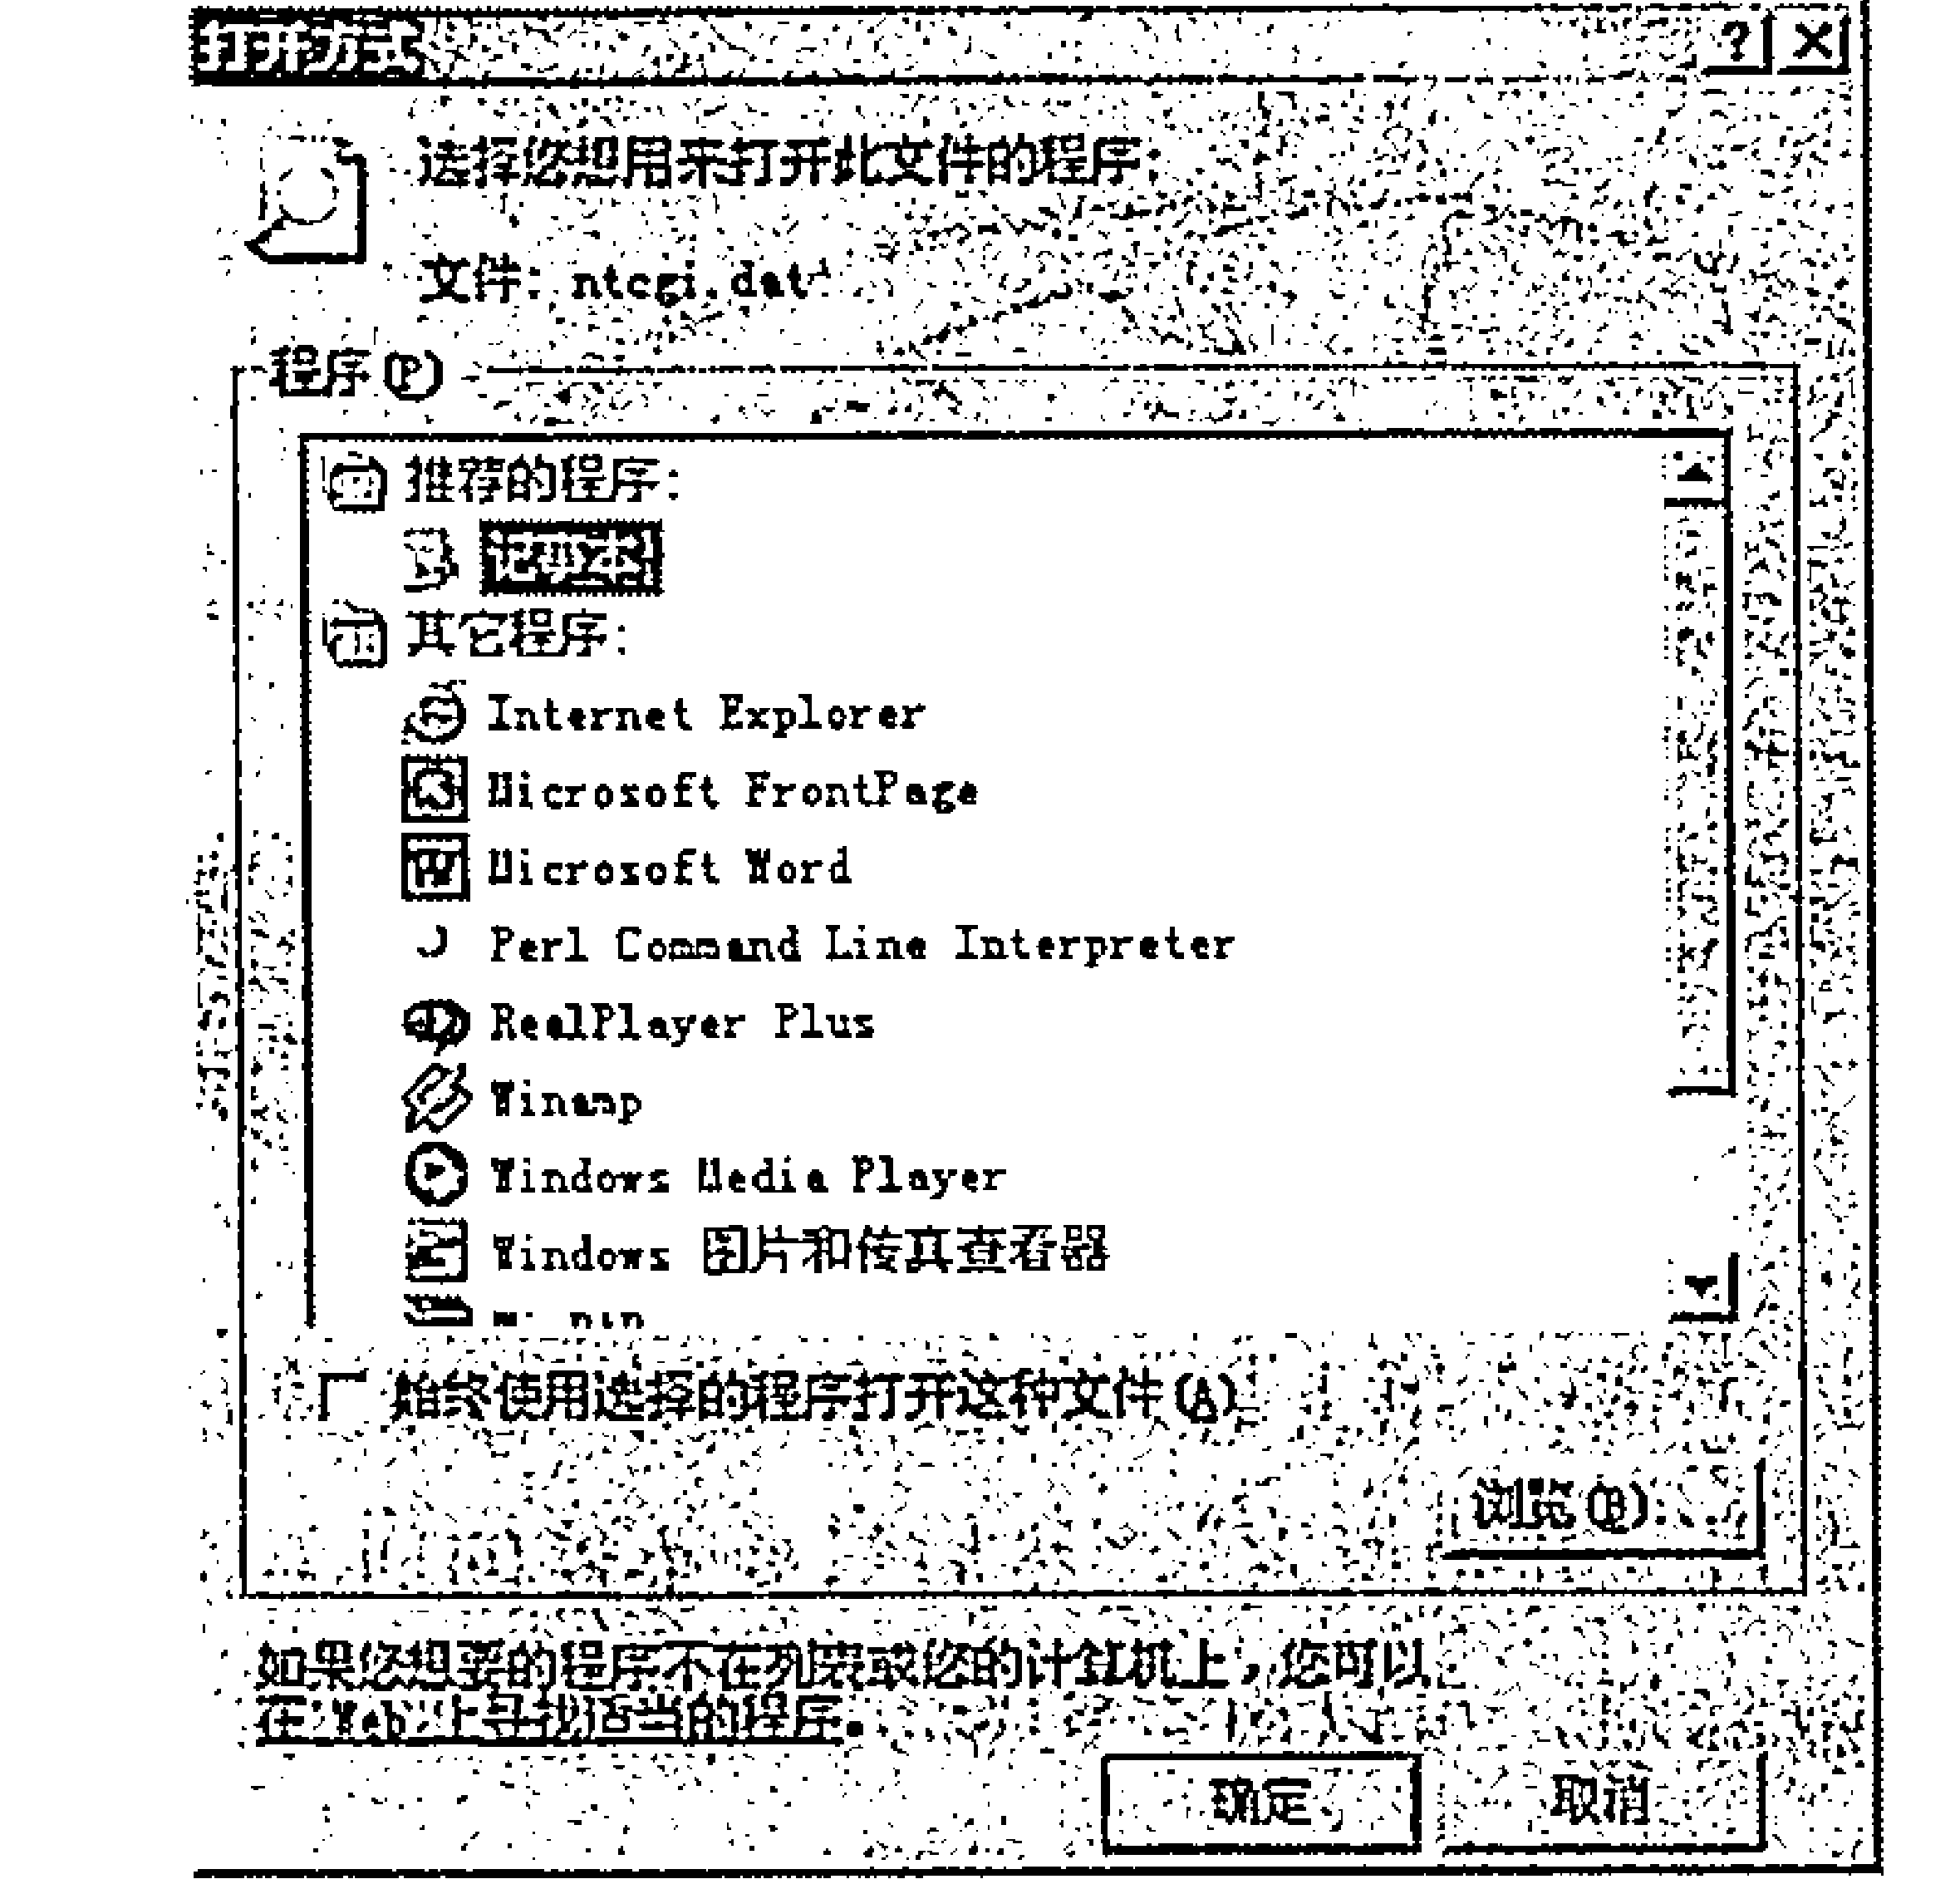 打开方式
选择您想用来打开此文件的程序:
文件: ntcgi.dat
程序(P)
推荐的程序:
记事本
其它程序:
Internet Explorer
Microsoft FrontPage
Microsoft Word
Perl Command Line Interpreter
RealPlayer Plus
Winamp
Windows Media Player
Windows 图片和传真查看器
始终使用选择的程序打开这种文件(A)
浏览(B)...
如果您想要的程序不在列表或您的计算机上，您可以
在 Web 上寻找适当的程序。
确定
取消